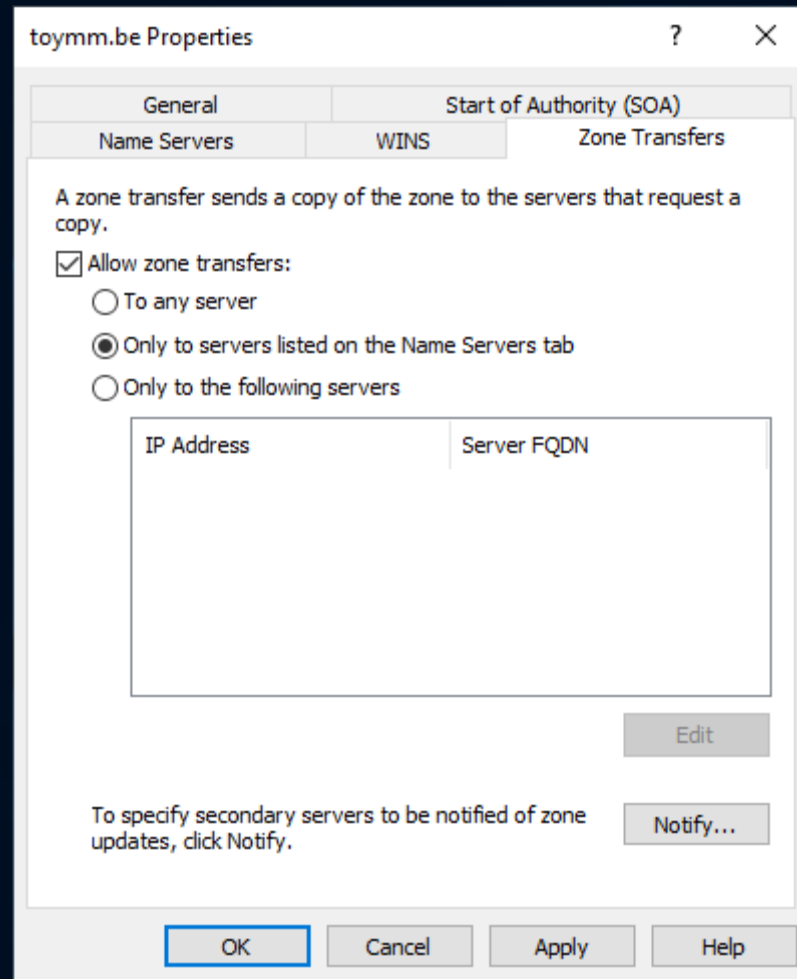 toymm.be Properties
?
General
Start of Authority (SOA)
Name Servers
WINS
Zone Transfers
A zone transfer sends a copy of the zone to the servers that request a
copy.
Allow zone transfers:
To any server
Only to servers listed on the Name Servers tab
Only to the following servers
IP Address
Server FQDN
Edit
To specify secondary servers to be notified of zone
updates, click Notify.
Notify...
OK
Cancel
Apply
Help